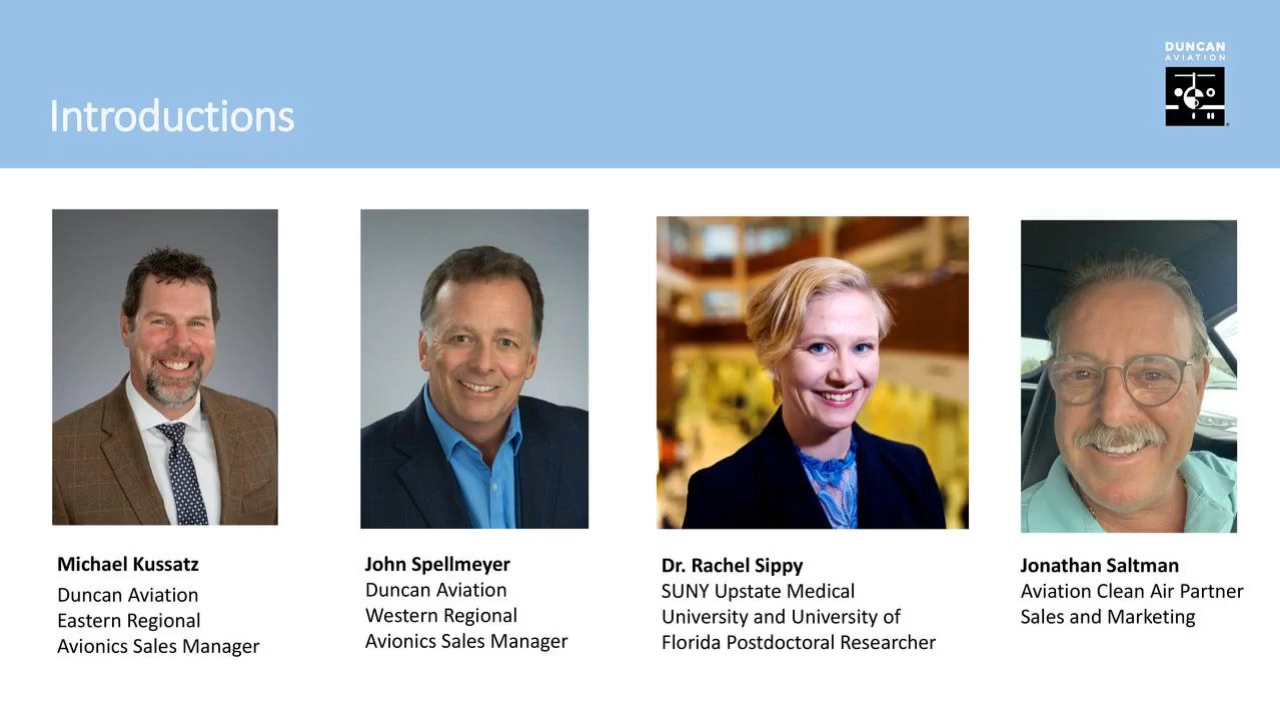 DUNCAN
AVIATION
Introductions
Michael Kussatz
Duncan Aviation
Eastern Regional
Avionics Sales Manager
John Spellmeyer
Duncan Aviation
Western Regional
Avionics Sales Manager
Dr. Rachel Sippy
SUNY Upstate Medical
University and University of
Florida Postdoctoral Researcher
Jonathan Saltman
Aviation Clean Air Partner
Sales and Marketing